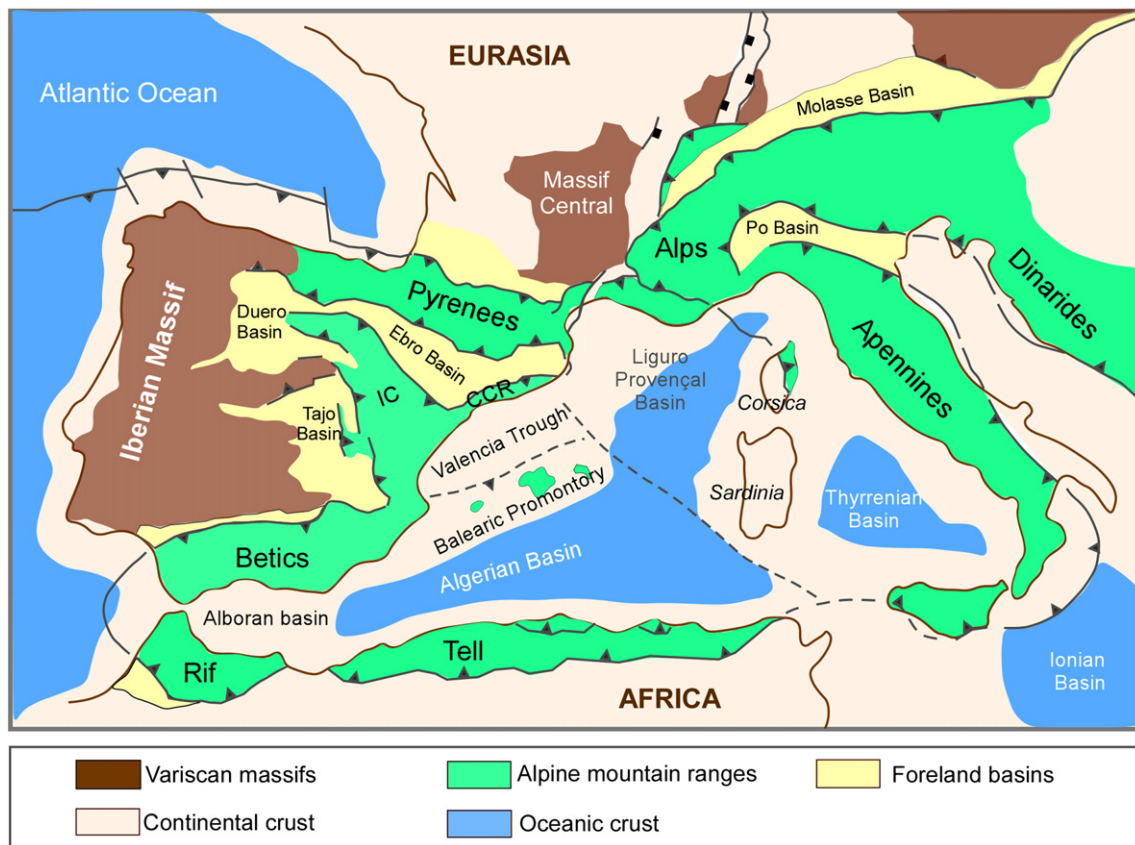 EURASIA
Atlantic Ocean
Molasse Basin
Massif
Central
Alps
Po Basin
Dinarides
Iberian Massif
Duero
Basin
Pyrenees
Ebro Basin
Apennines
Liguro
Provençal
Basin
IC
CCR
Corsica
Tajo
Basin
Valencia Trough
Sardinia
Thyrrenian
Basin
Balearic Promontory
Betics
Algerian Basin
Alboran basin
Rif
Tell
Ionian
Basin
AFRICA
Variscan massifs
Alpine mountain ranges
Foreland basins
Continental crust
Oceanic crust